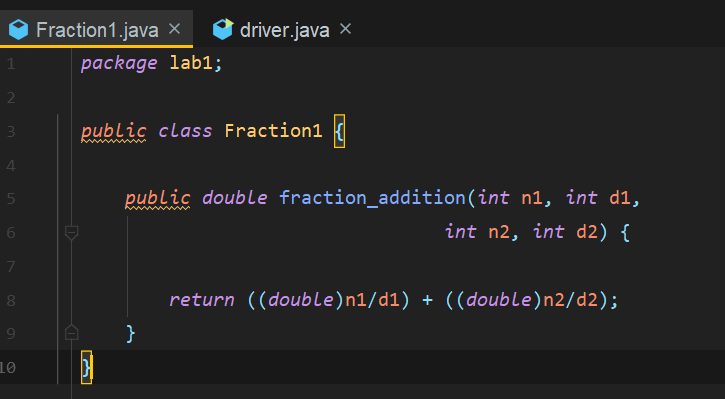 Fraction1.java × driver.java ×
1 package lab1;
2
3 public class Fraction1 {
4
5 public double fraction_addition(int n1, int d1,
6 int n2, int d2) {
7
8 return ((double)n1/d1) + ((double)n2/d2);
9 }
10 }